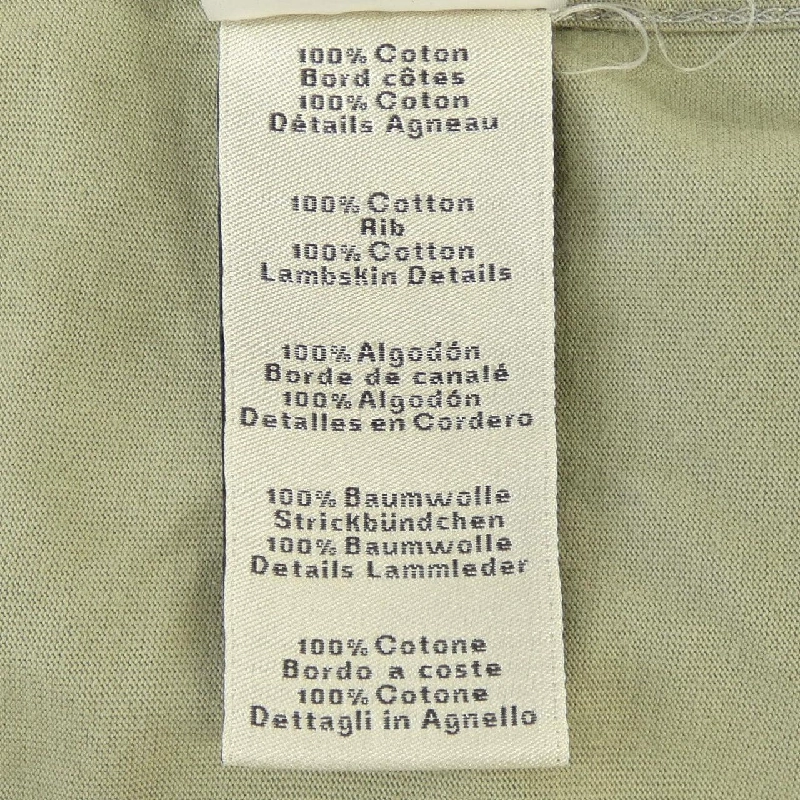 100% Coton
Bord côtes
100% Coton
Détails Agneau
100% Cotton
Rib
100% Cotton
Lambskin Details
100% Algodón
Borde de canalé
100% Algodón
Detalles en Cordero
100% Baumwolle
Strickbündchen
100% Baumwolle
Details Lammleder
100% Cotone
Bordo a coste
100% Cotone
Dettagli in Agnello